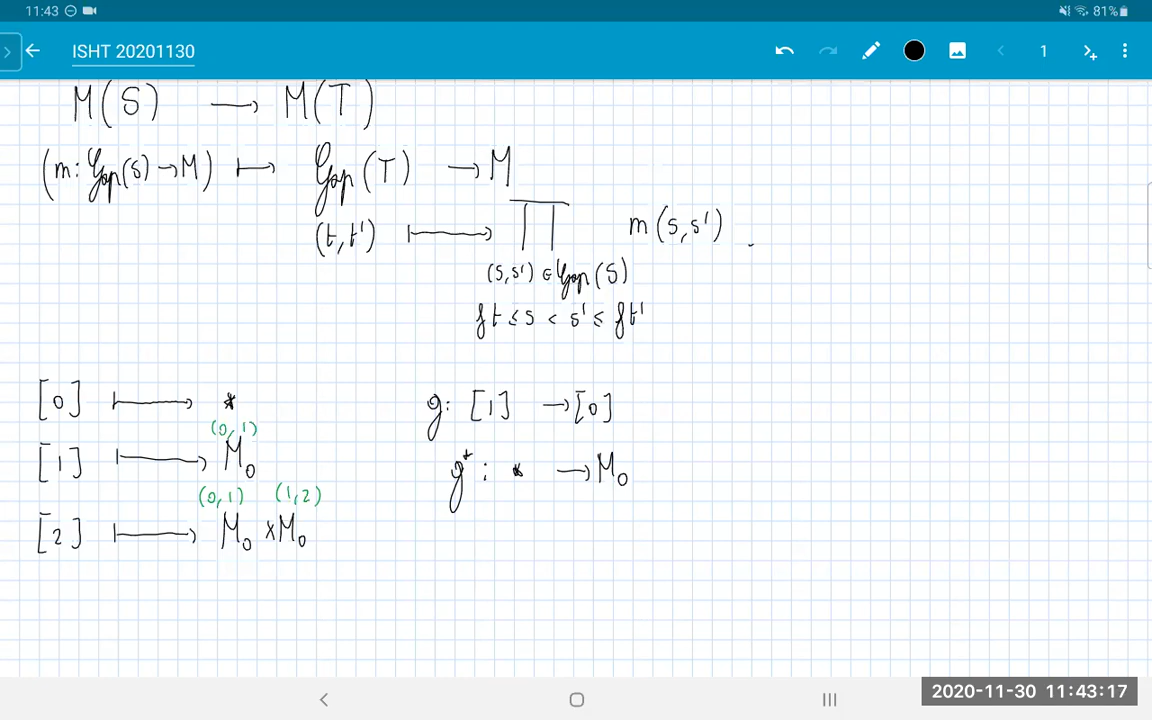 11:43 81%
ISHT 20201130 1
M(S) → M(T)
(m: Gap(S) → M) ↦ Gap(T) → M
(t, t') ↦ ∏ m(s, s')
(s, s') ∈ Gap(S)
ft ≤ s < s' ≤ ft'
[0] ↦ * g: [1] → [0]
(0,1)
[1] ↦ M₀ g*: * → M₀
(0,1) (1,2)
[2] ↦ M₀ × M₀
2020-11-30 11:43:17